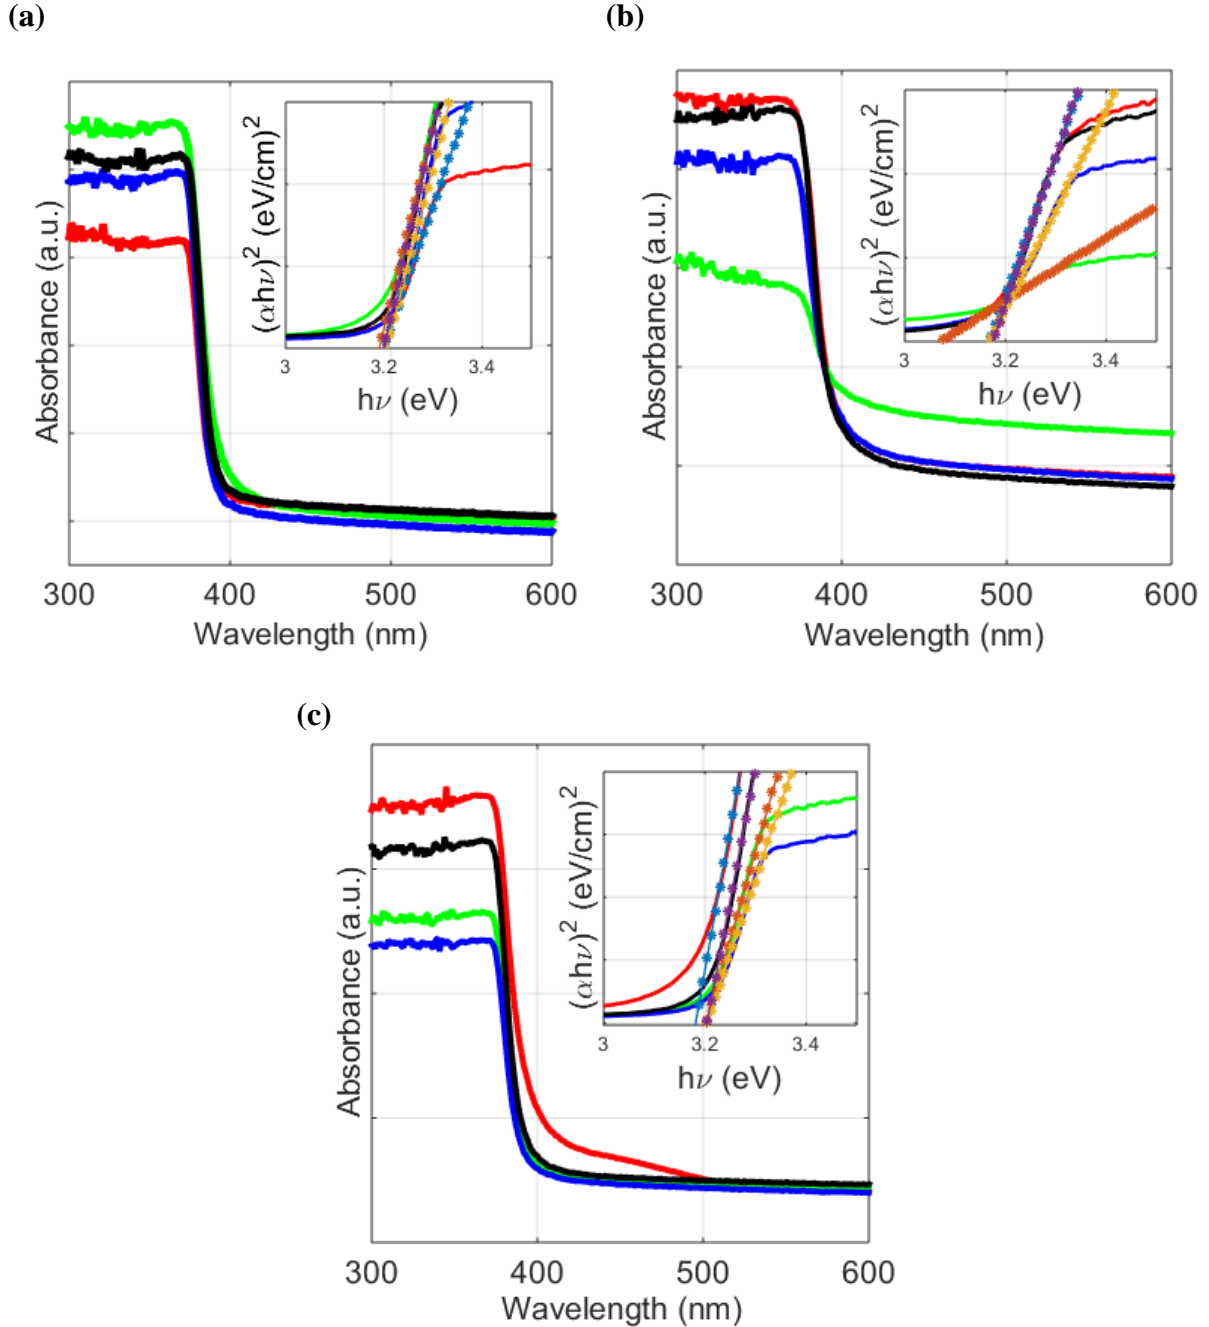 (a)
(b)
Absorbance (a.u.)
(αhν)² (eV/cm)²
3 3.2 3.4
hν (eV)
300 400 500 600
Wavelength (nm)
Absorbance (a.u.)
(αhν)² (eV/cm)²
3 3.2 3.4
hν (eV)
300 400 500 600
Wavelength (nm)
(c)
Absorbance (a.u.)
(αhν)² (eV/cm)²
3 3.2 3.4
hν (eV)
300 400 500 600
Wavelength (nm)